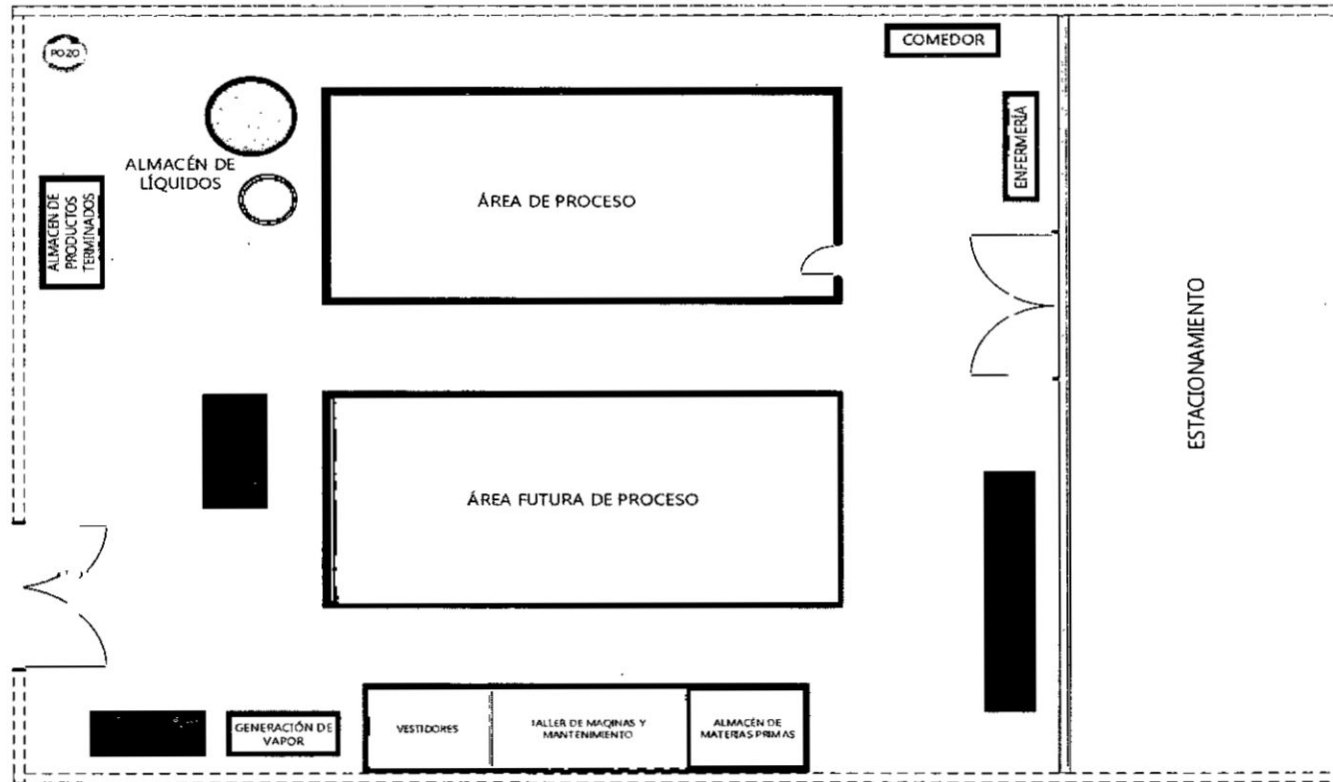 POZO
COMEDOR
ALMACÉN DE
LÍQUIDOS
ENFERMERÍA
ALMACEN DE
PRODUCTOS
TERMINADOS
ÁREA DE PROCESO
ESTACIONAMIENTO
ÁREA FUTURA DE PROCESO
GENERACIÓN DE
VAPOR
VESTIDORES
TALLER DE MAQINAS Y
MANTENIMIENTO
ALMACÉN DE
MATERIAS PRIMAS